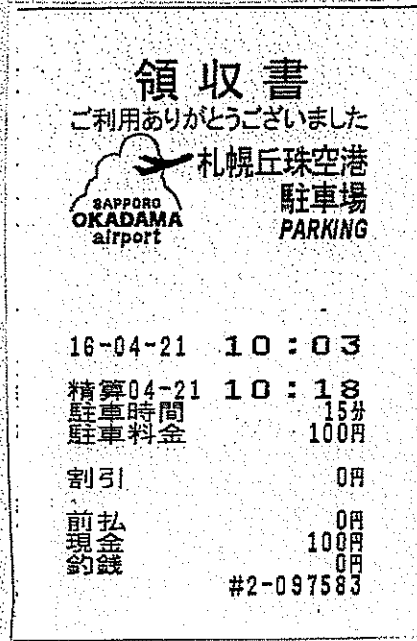 領収書
ご利用ありがとうございました
札幌丘珠空港
駐車場
PARKING
SAPPORO
OKADAMA
airport
16-04-21 10:03
精算04-21 10:18
駐車時間 15分
駐車料金 100円
割引 0円
前払 0円
現金 100円
釣銭 0円
#2-097583